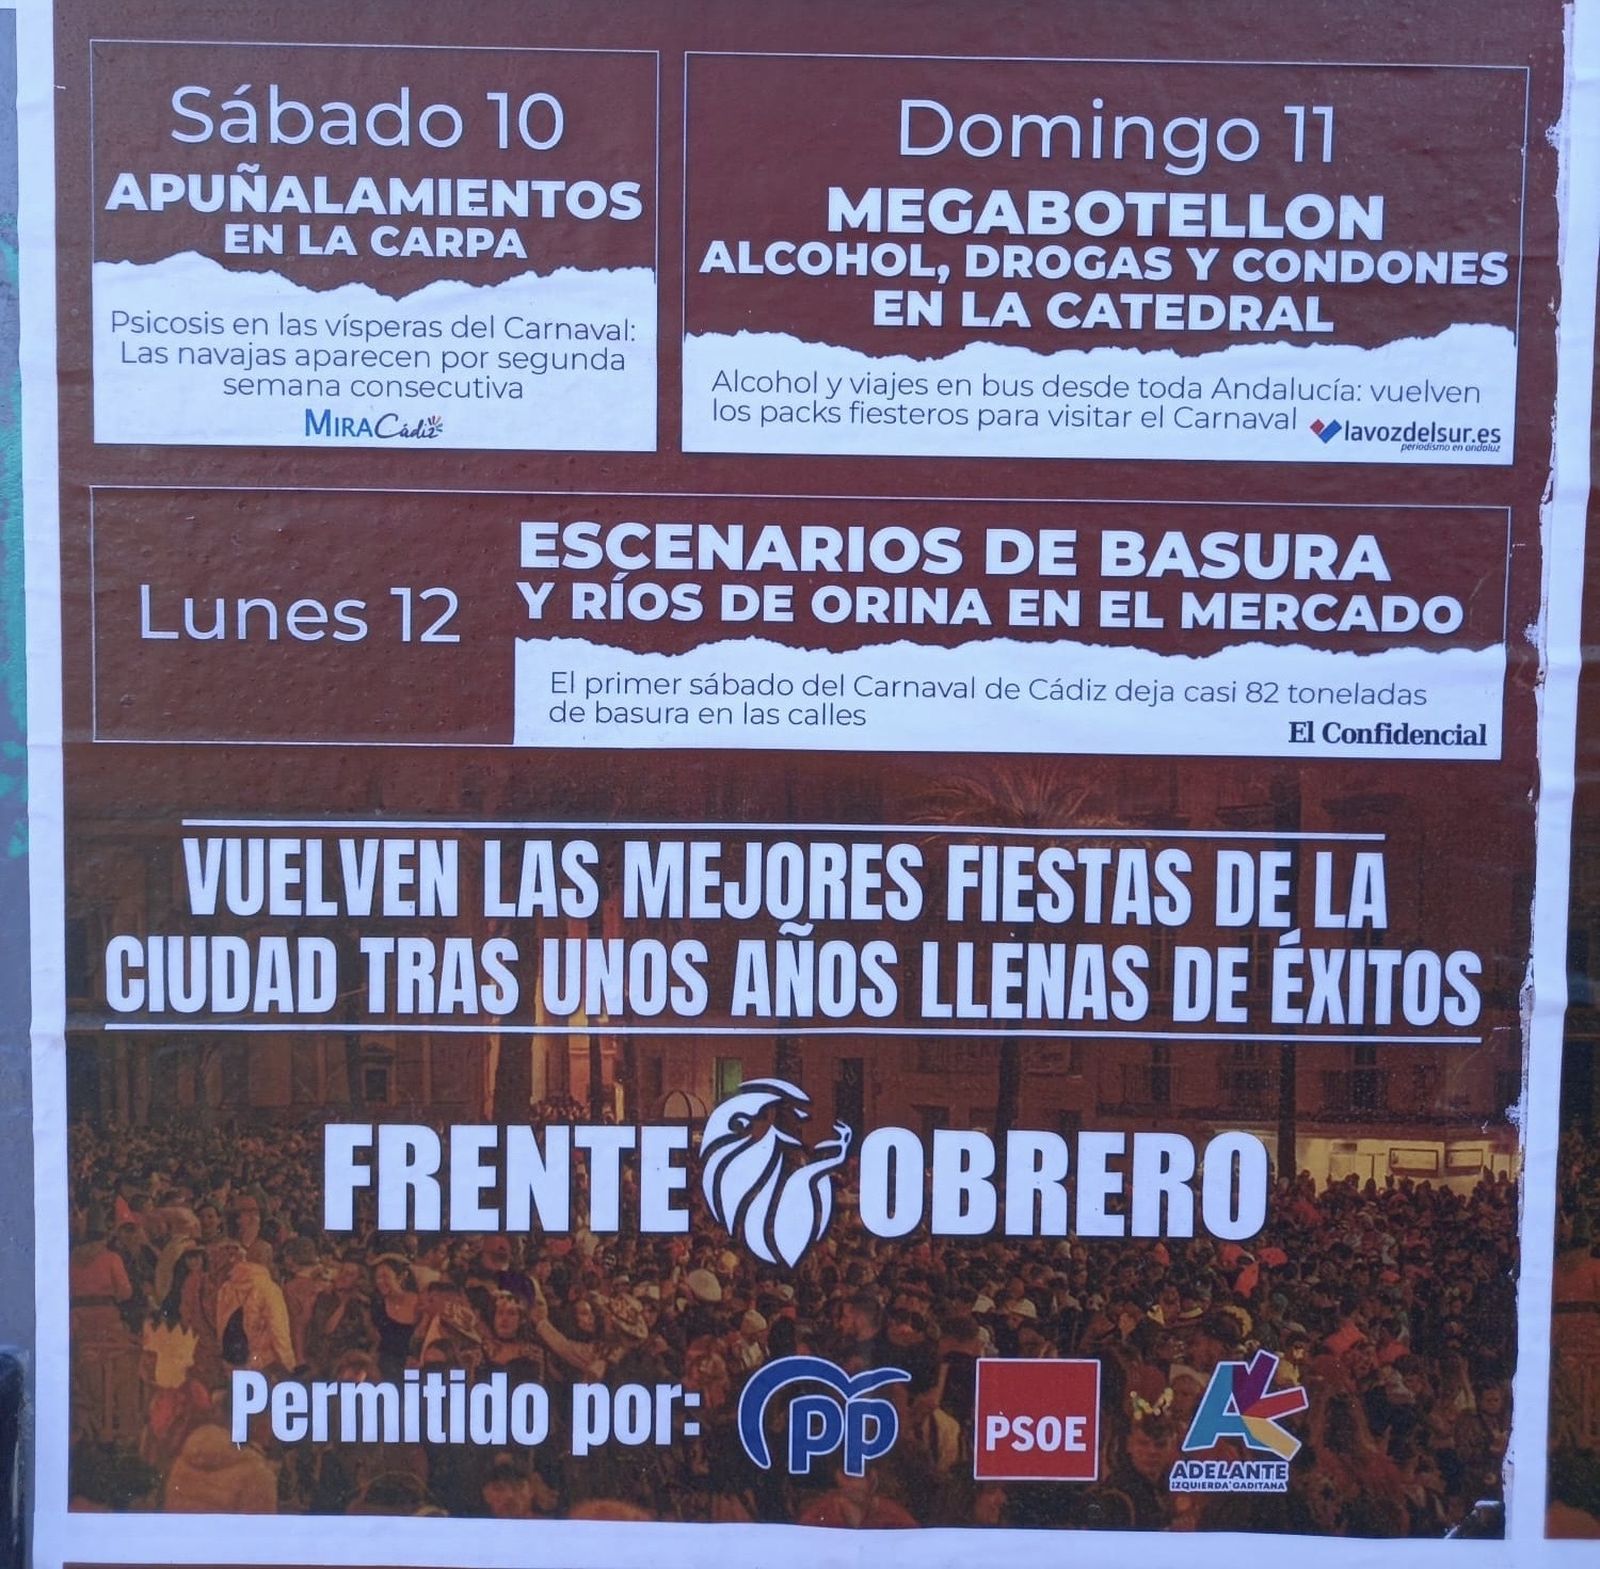 Sábado 10
APUÑALAMIENTOS
EN LA CARPA
Psicosis en las vísperas del Carnaval:
Las navajas aparecen por segunda
semana consecutiva
MIRACádiz
Domingo 11
MEGABOTELLON
ALCOHOL, DROGAS Y CONDONES
EN LA CATEDRAL
Alcohol y viajes en bus desde toda Andalucía: vuelven
los packs fiesteros para visitar el Carnaval
lavozdelsur.es
periodismo en andaluz
Lunes 12
ESCENARIOS DE BASURA
Y RÍOS DE ORINA EN EL MERCADO
El primer sábado del Carnaval de Cádiz deja casi 82 toneladas
de basura en las calles
El Confidencial
VUELVEN LAS MEJORES FIESTAS DE LA
CIUDAD TRAS UNOS AÑOS LLENAS DE ÉXITOS
FRENTE OBRERO
Permitido por:
PP
PSOE
ADELANTE
IZQUIERDA GADITANA